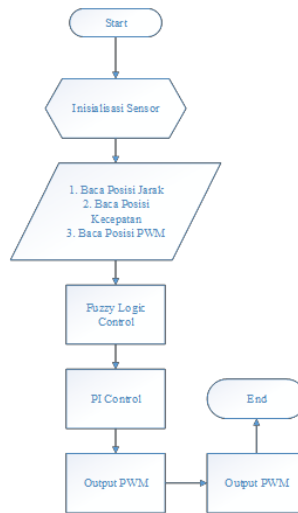 Start
Inisialisasi Sensor
1. Baca Posisi Jarak
2. Baca Posisi
Kecepatan
3. Baca Posisi PWM
Fuzzy Logic
Control
PI Control
End
Output PWM
Output PWM